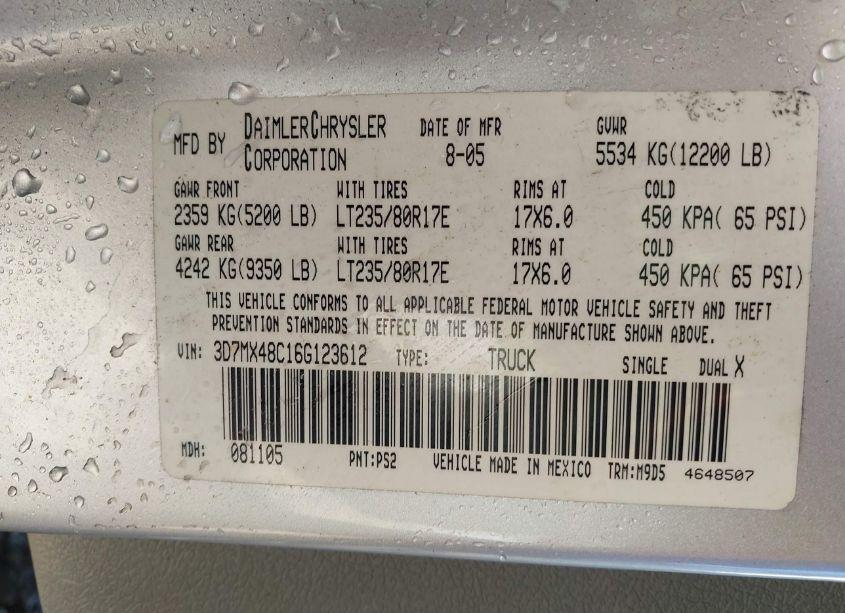 MFD BY DAIMLERCHRYSLER CORPORATION DATE OF MFR 8-05 GVWR 5534 KG(12200 LB)
GAWR FRONT WITH TIRES RIMS AT COLD
2359 KG(5200 LB) LT235/80R17E 17X6.0 450 KPA( 65 PSI)
GAWR REAR WITH TIRES RIMS AT COLD
4242 KG(9350 LB) LT235/80R17E 17X6.0 450 KPA( 65 PSI)
THIS VEHICLE CONFORMS TO ALL APPLICABLE FEDERAL MOTOR VEHICLE SAFETY AND THEFT
PREVENTION STANDARDS IN EFFECT ON THE DATE OF MANUFACTURE SHOWN ABOVE.
VIN: 3D7MX48C16G123612 TYPE: TRUCK SINGLE DUAL X
MDH: 081105 PNT:PS2 VEHICLE MADE IN MEXICO TRM:M9D5 4648507